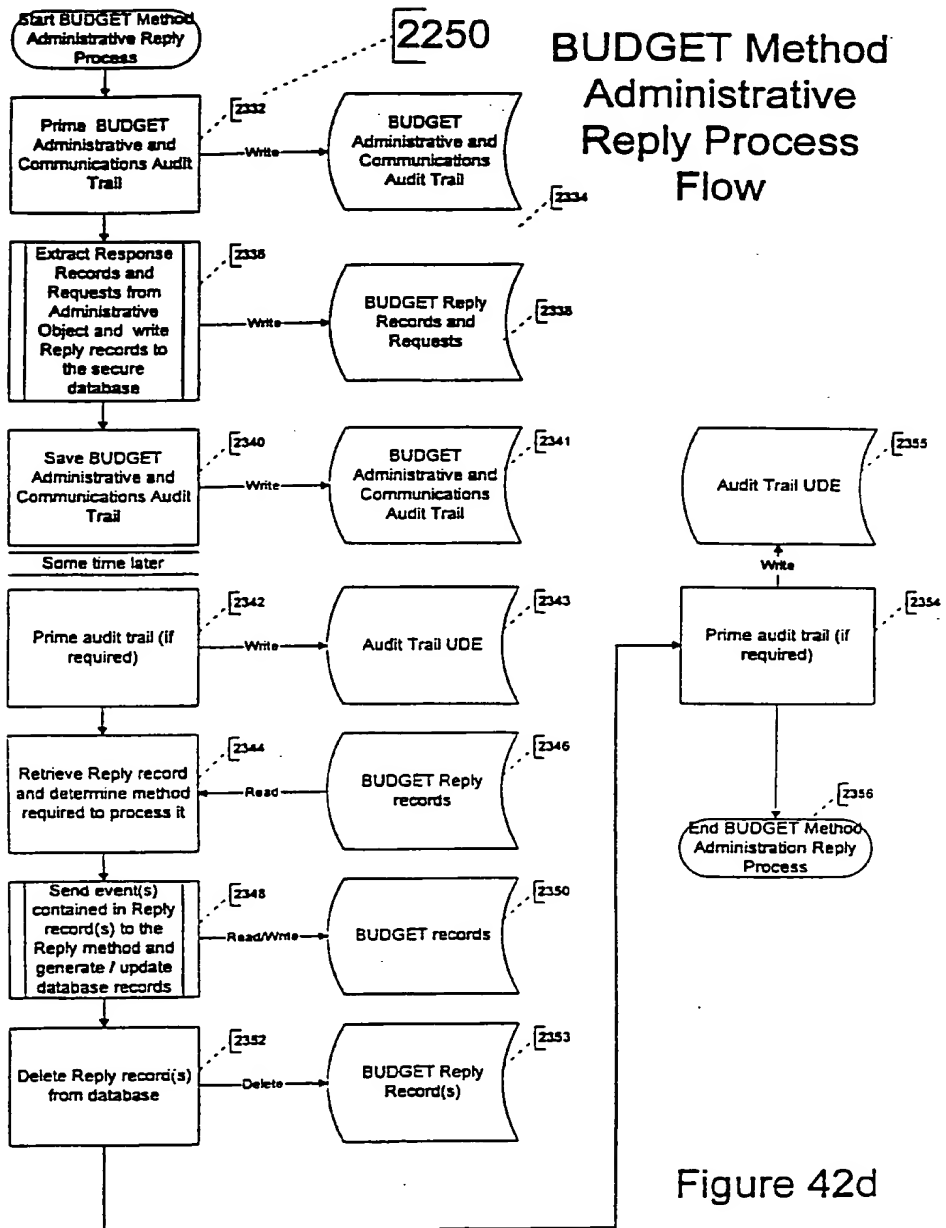 Start BUDGET Method
Administrative Reply
Process
2250
BUDGET Method
Administrative
Reply Process
Flow
Prime BUDGET
Administrative and
Communications Audit
Trail
2332
Write
BUDGET
Administrative and
Communications
Audit Trail
2334
Extract Response
Records and
Requests from
Administrative
Object and write
Reply records to
the secure
database
2336
Write
BUDGET Reply
Records and
Requests
2338
Save BUDGET
Administrative and
Communications Audit
Trail
2340
Write
BUDGET
Administrative and
Communications
Audit Trail
2341
Some time later
Prime audit trail (if
required)
2342
Write
Audit Trail UDE
2343
Retrieve Reply record
and determine method
required to process it
2344
Read
BUDGET Reply
records
2346
Send event(s)
contained in Reply
record(s) to the
Reply method and
generate / update
database records
2348
Read/Write
BUDGET records
2350
Delete Reply record(s)
from database
2352
Delete
BUDGET Reply
Record(s)
2353
Audit Trail UDE
2355
Write
Prime audit trail (if
required)
2354
2356
End BUDGET Method
Administration Reply
Process
Figure 42d